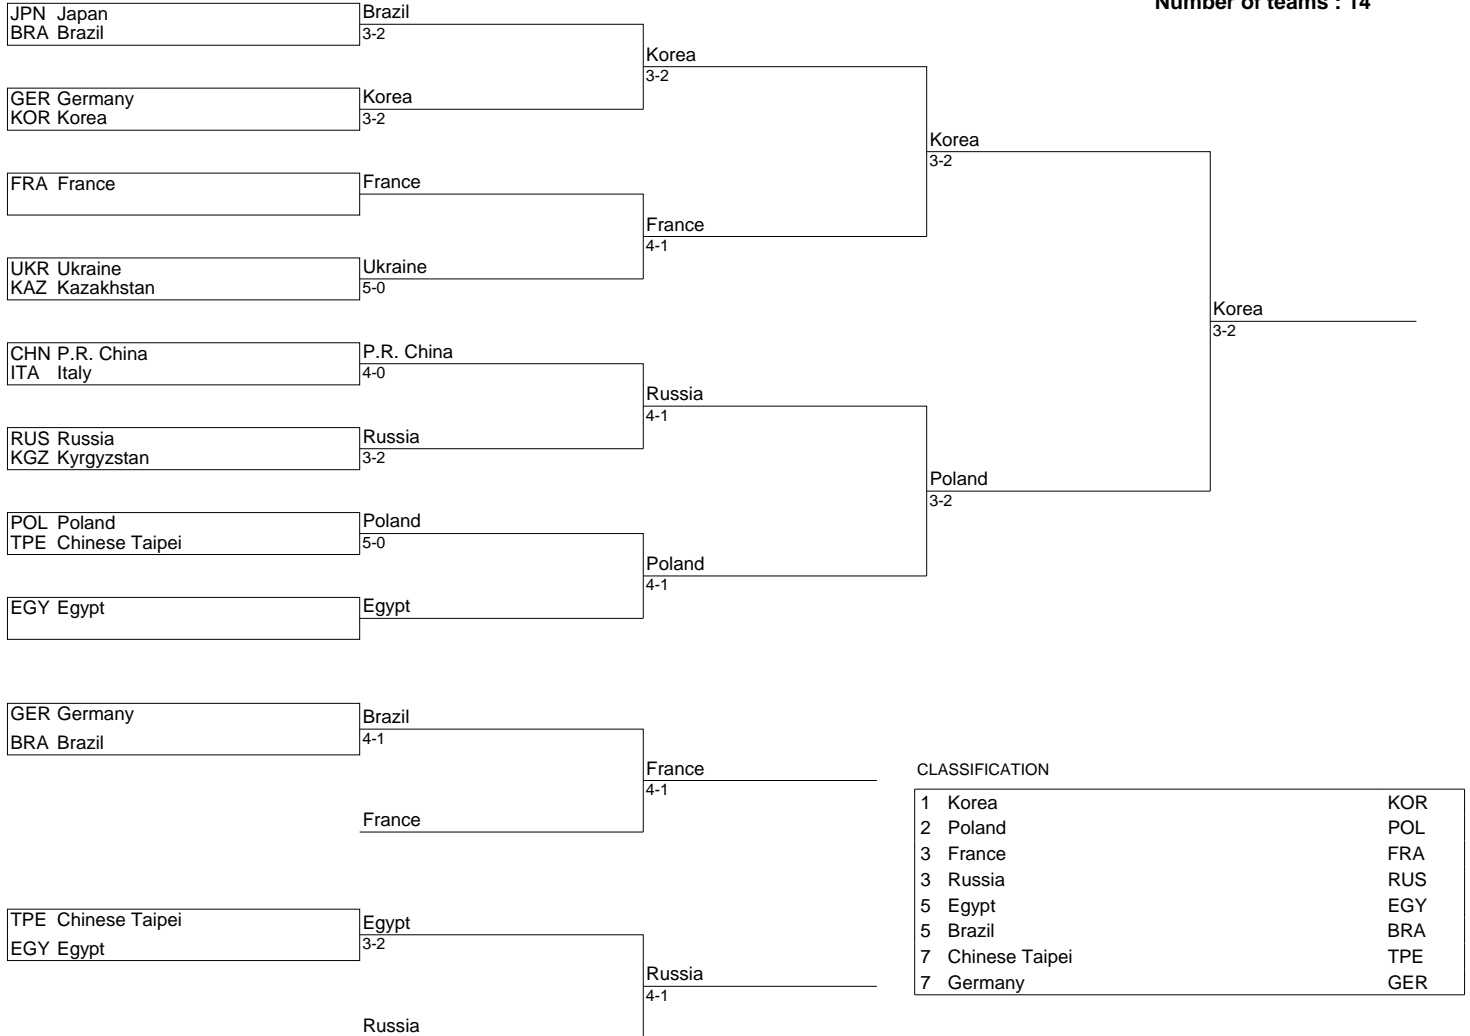 Number of teams : 14
JPN Japan
BRA Brazil
Brazil
3-2
Korea
3-2
GER Germany
KOR Korea
Korea
3-2
Korea
3-2
FRA France
France
France
4-1
UKR Ukraine
KAZ Kazakhstan
Ukraine
5-0
Korea
3-2
CHN P.R. China
ITA Italy
P.R. China
4-0
Russia
4-1
RUS Russia
KGZ Kyrgyzstan
Russia
3-2
Poland
3-2
POL Poland
TPE Chinese Taipei
Poland
5-0
Poland
4-1
EGY Egypt
Egypt
GER Germany
BRA Brazil
Brazil
4-1
France
4-1
France
TPE Chinese Taipei
EGY Egypt
Egypt
3-2
Russia
4-1
Russia
CLASSIFICATION
1 Korea KOR
2 Poland POL
3 France FRA
3 Russia RUS
5 Egypt EGY
5 Brazil BRA
7 Chinese Taipei TPE
7 Germany GER